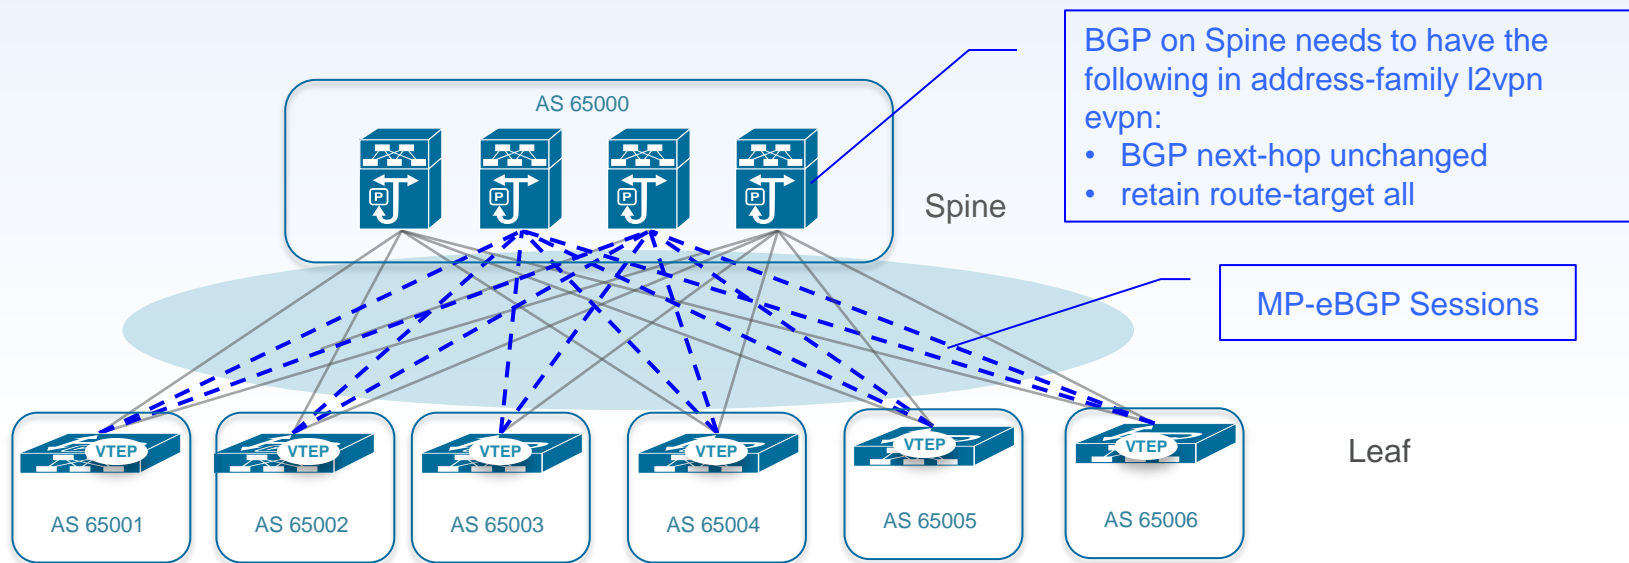 BGP on Spine needs to have the
following in address-family l2vpn
evpn:
• BGP next-hop unchanged
• retain route-target all
AS 65000
P
P
P
P
Spine
MP-eBGP Sessions
VTEP
VTEP
VTEP
VTEP
VTEP
VTEP
Leaf
AS 65001
AS 65002
AS 65003
AS 65004
AS 65005
AS 65006